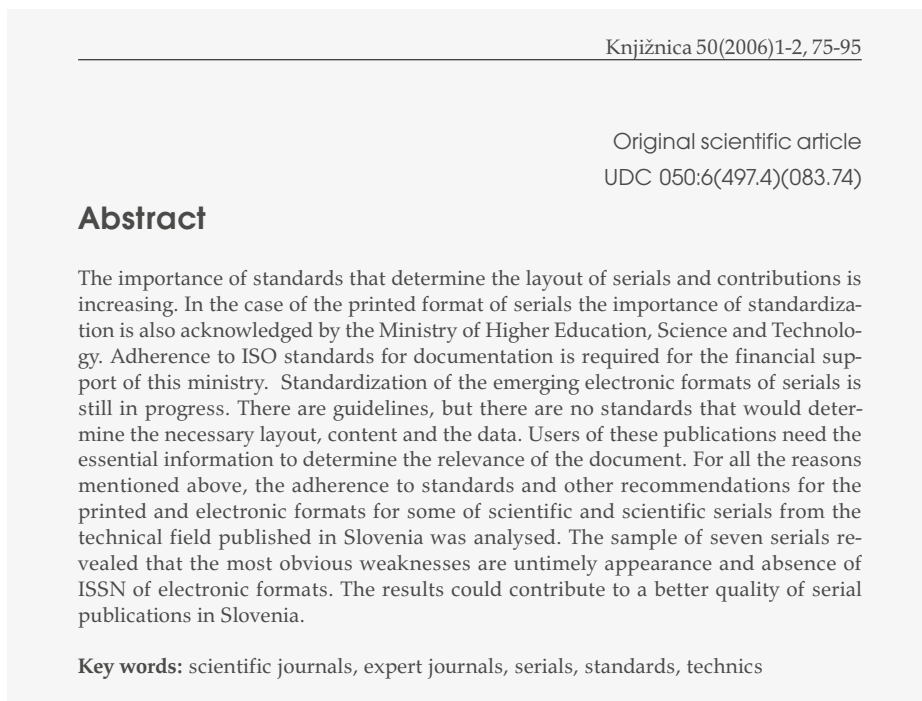 Knjižnica 50(2006)1-2, 75-95
Original scientific article
UDC 050:6(497.4)(083.74)
Abstract
The importance of standards that determine the layout of serials and contributions is
increasing. In the case of the printed format of serials the importance of standardiza-
tion is also acknowledged by the Ministry of Higher Education, Science and Technolo-
gy. Adherence to ISO standards for documentation is required for the financial sup-
port of this ministry.  Standardization of the emerging electronic formats of serials is
still in progress. There are guidelines, but there are no standards that would deter-
mine the necessary layout, content and the data. Users of these publications need the
essential information to determine the relevance of the document. For all the reasons
mentioned above, the adherence to standards and other recommendations for the
printed and electronic formats for some of scientific and scientific serials from the
technical field published in Slovenia was analysed. The sample of seven serials re-
vealed that the most obvious weaknesses are untimely appearance and absence of
ISSN of electronic formats. The results could contribute to a better quality of serial
publications in Slovenia.
Key words: scientific journals, expert journals, serials, standards, technics